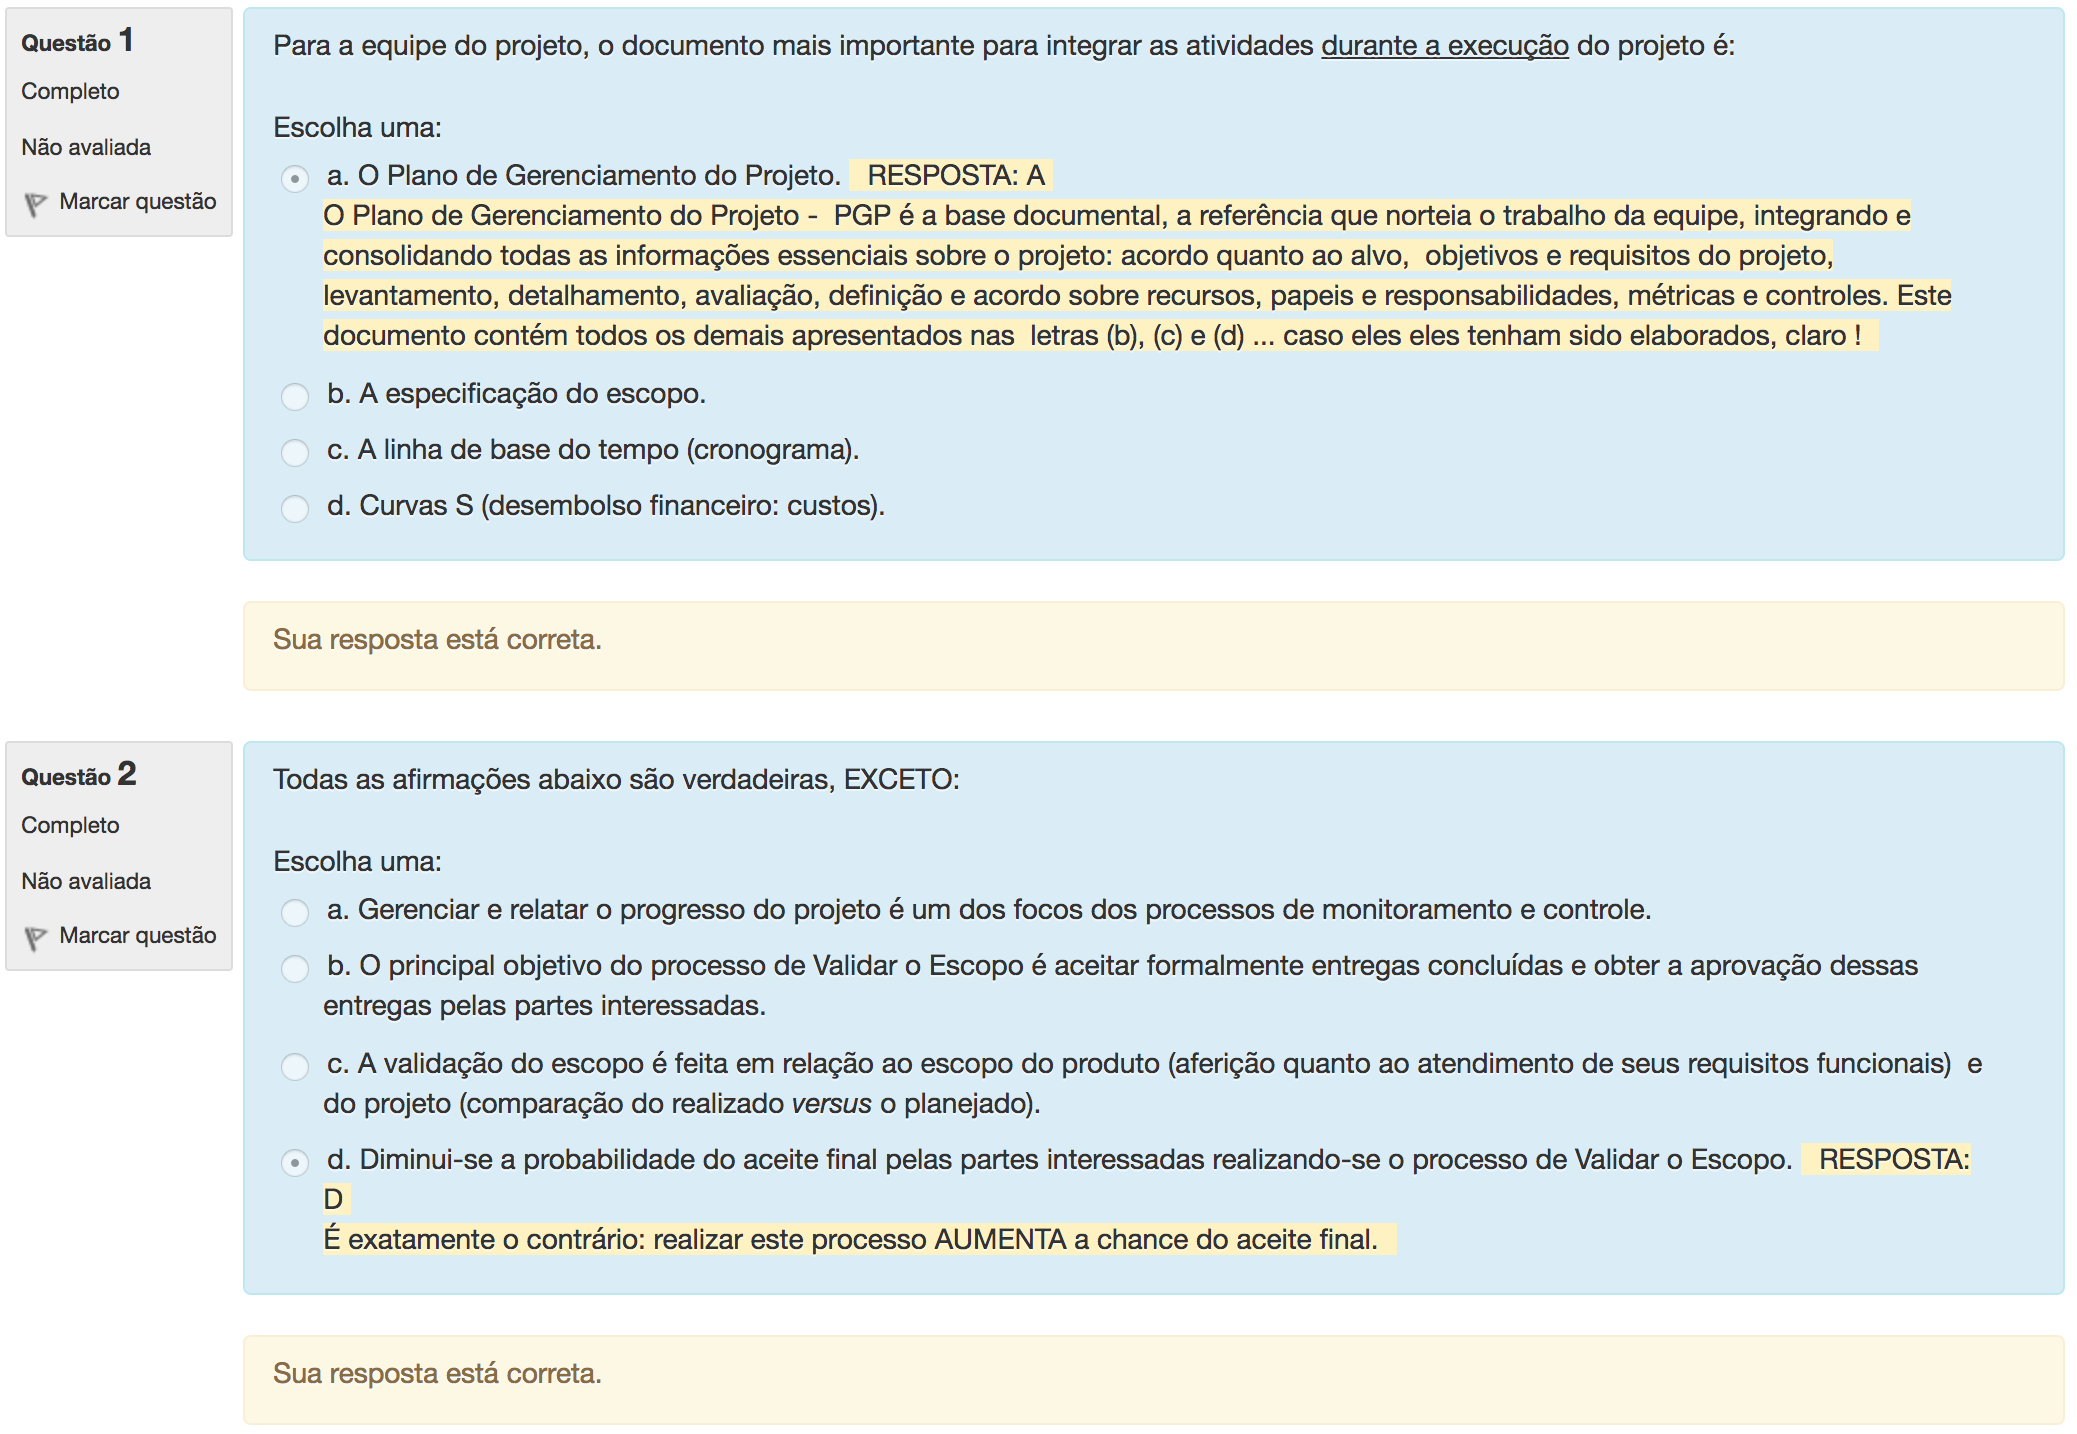 Questão 1
Completo
Não avaliada
Marcar questão
Para a equipe do projeto, o documento mais importante para integrar as atividades durante a execução do projeto é:
Escolha uma:
a. O Plano de Gerenciamento do Projeto. RESPOSTA: A
O Plano de Gerenciamento do Projeto - PGP é a base documental, a referência que norteia o trabalho da equipe, integrando e
consolidando todas as informações essenciais sobre o projeto: acordo quanto ao alvo, objetivos e requisitos do projeto,
levantamento, detalhamento, avaliação, definição e acordo sobre recursos, papeis e responsabilidades, métricas e controles. Este
documento contém todos os demais apresentados nas letras (b), (c) e (d) ... caso eles eles tenham sido elaborados, claro !
b. A especificação do escopo.
c. A linha de base do tempo (cronograma).
d. Curvas S (desembolso financeiro: custos).
Sua resposta está correta.
Questão 2
Completo
Não avaliada
Marcar questão
Todas as afirmações abaixo são verdadeiras, EXCETO:
Escolha uma:
a. Gerenciar e relatar o progresso do projeto é um dos focos dos processos de monitoramento e controle.
b. O principal objetivo do processo de Validar o Escopo é aceitar formalmente entregas concluídas e obter a aprovação dessas
entregas pelas partes interessadas.
c. A validação do escopo é feita em relação ao escopo do produto (aferição quanto ao atendimento de seus requisitos funcionais) e
do projeto (comparação do realizado versus o planejado).
d. Diminui-se a probabilidade do aceite final pelas partes interessadas realizando-se o processo de Validar o Escopo. RESPOSTA:
D
É exatamente o contrário: realizar este processo AUMENTA a chance do aceite final.
Sua resposta está correta.